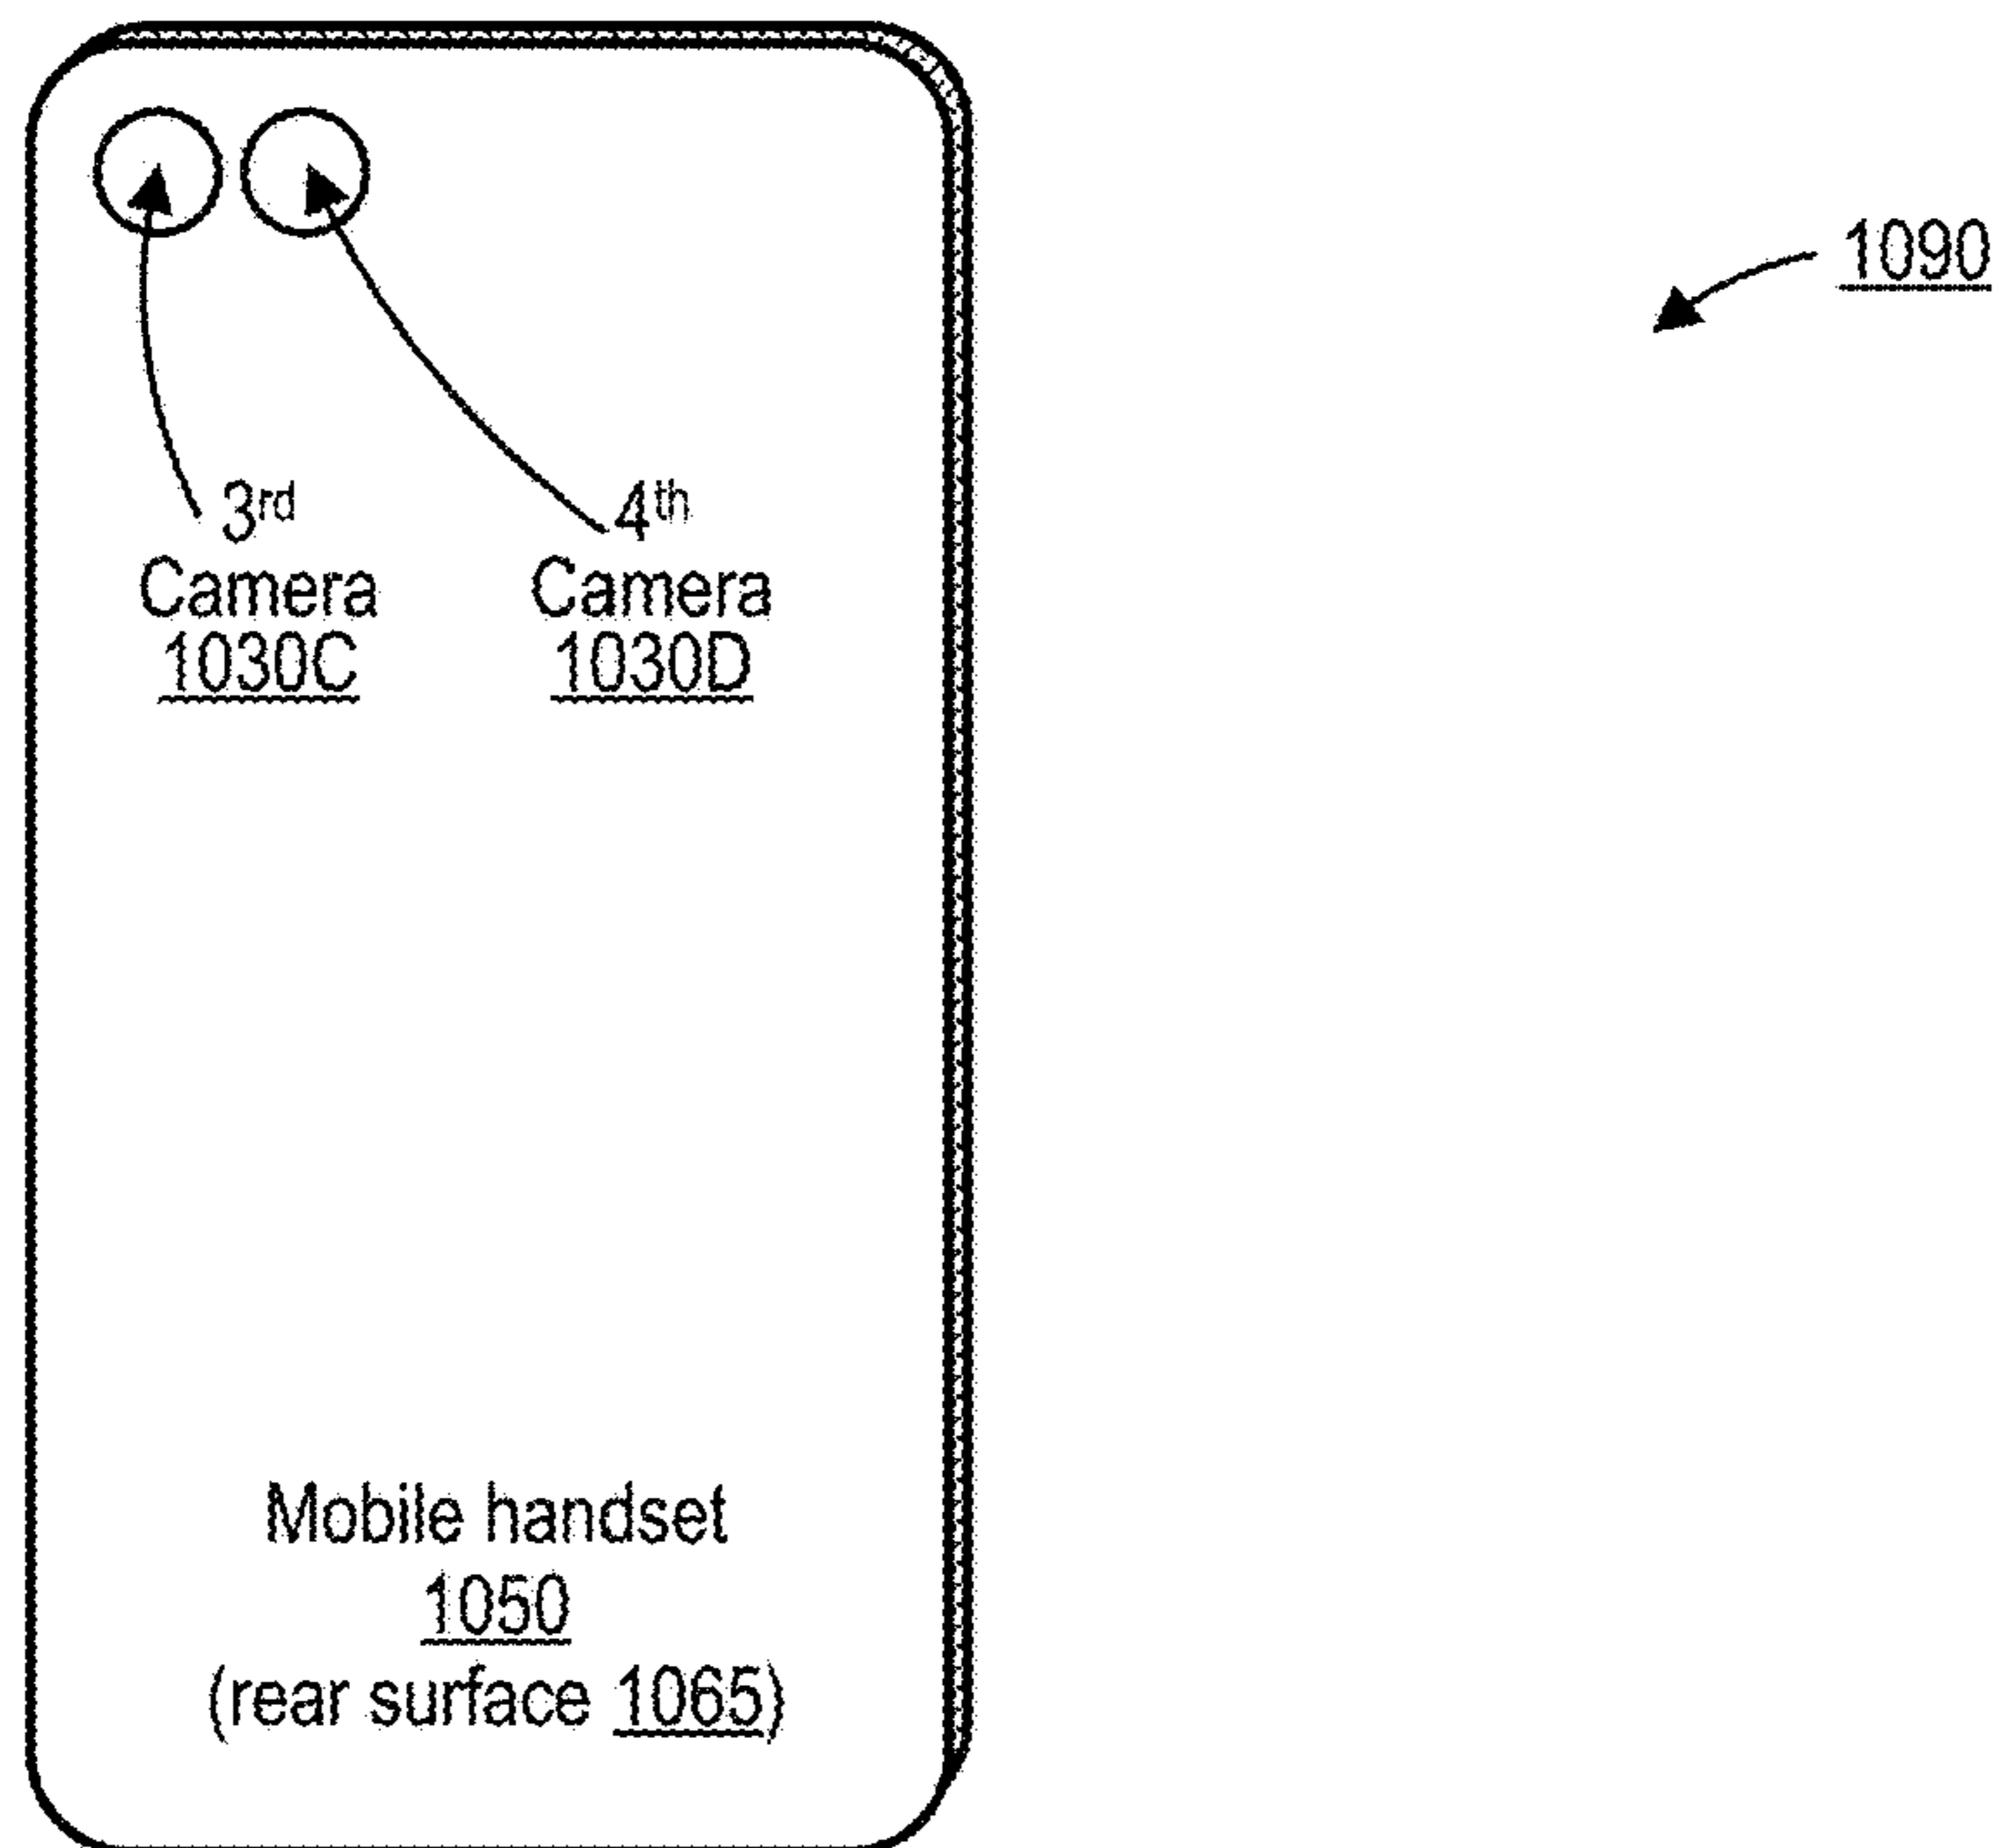 1090
3rd 4th
Camera Camera
1030C 1030D
Mobile handset
1050
(rear surface 1065)